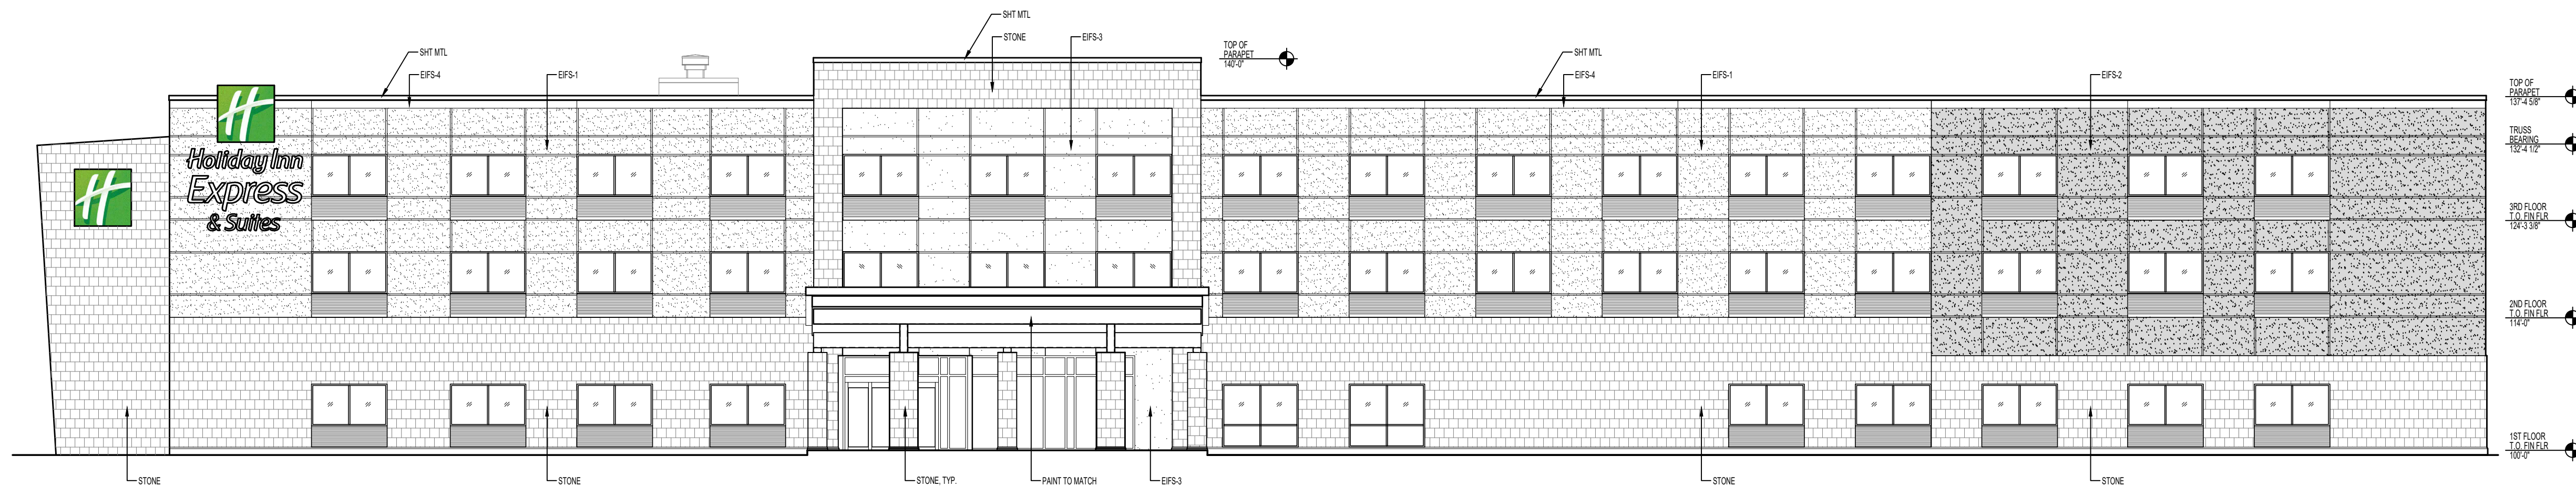 SHT MTL
STONE
EIFS-3
TOP OF
PARAPET
140'-0"
SHT MTL
EIFS-4
EIFS-1
SHT MTL
EIFS-4
EIFS-1
EIFS-2
TOP OF
PARAPET
137'-4 5/8"
TRUSS
BEARING
132'-4 1/2"
H
Holiday Inn
Express
& Suites
H
3RD FLOOR
T.O. FIN FLR
124'-3 3/8"
2ND FLOOR
T.O. FIN FLR
114'-0"
1ST FLOOR
T.O. FIN FLR
100'-0"
STONE
STONE
STONE, TYP.
PAINT TO MATCH
EIFS-3
STONE
STONE